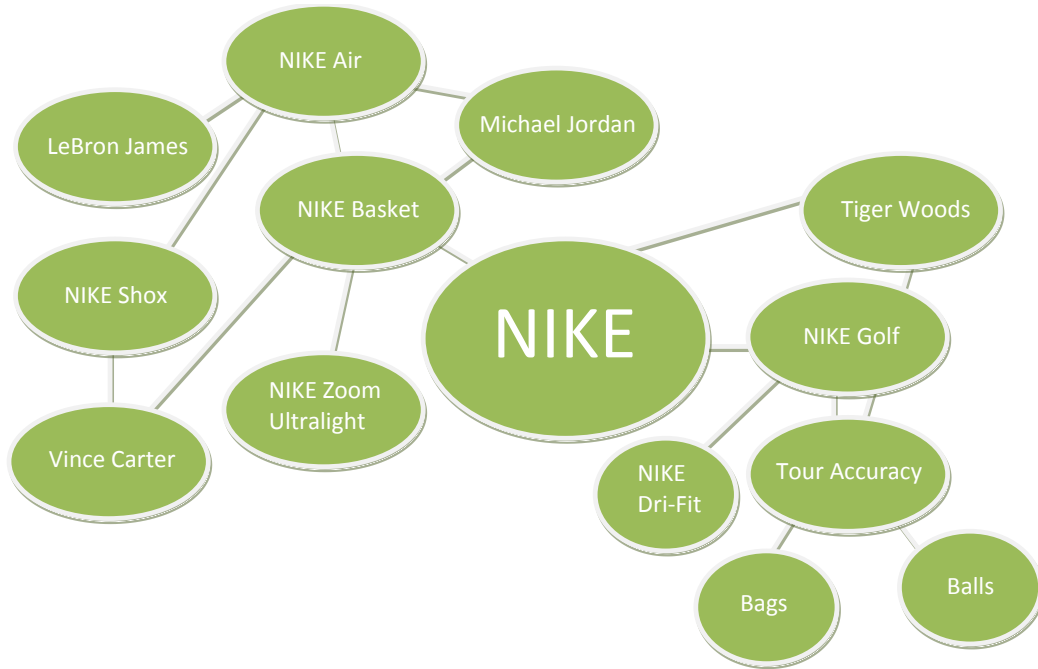 NIKE Air
Michael Jordan
LeBron James
NIKE Basket
Tiger Woods
NIKE Shox
NIKE
NIKE Golf
NIKE Zoom
Ultralight
Vince Carter
NIKE
Dri-Fit
Tour Accuracy
Bags
Balls